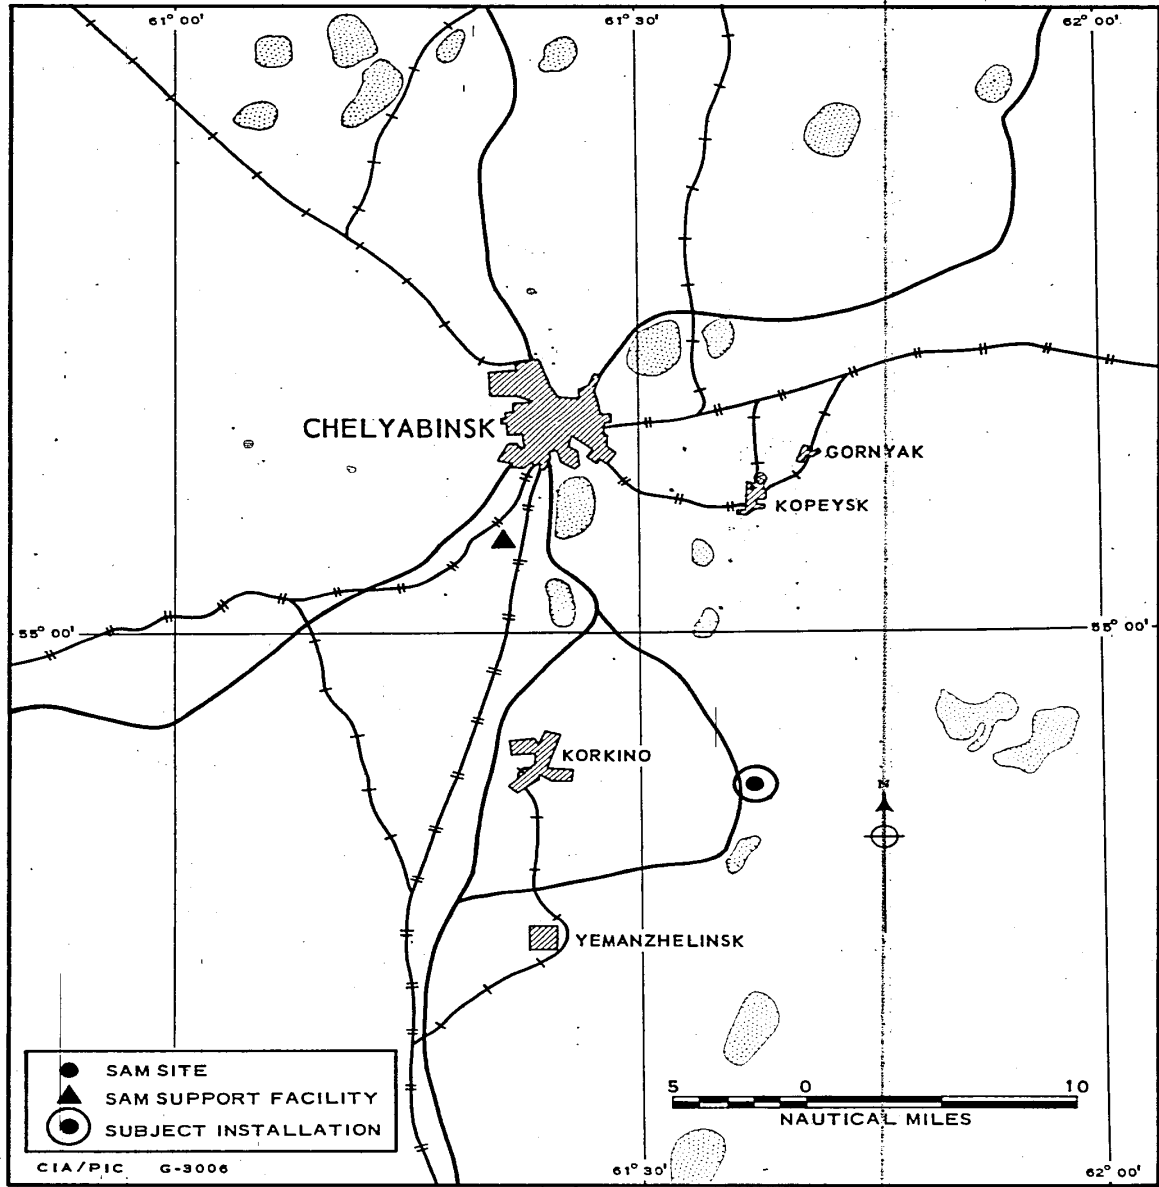 61° 00'
61° 30'
62° 00'
CHELYABINSK
GORNYAK
KOPEYSK
55° 00'
55° 00'
KORKINO
N
YEMANZHELINSK
SAM SITE
SAM SUPPORT FACILITY
SUBJECT INSTALLATION
5 0 10
NAUTICAL MILES
CIA/PIC G-3006
61° 30'
62° 00'